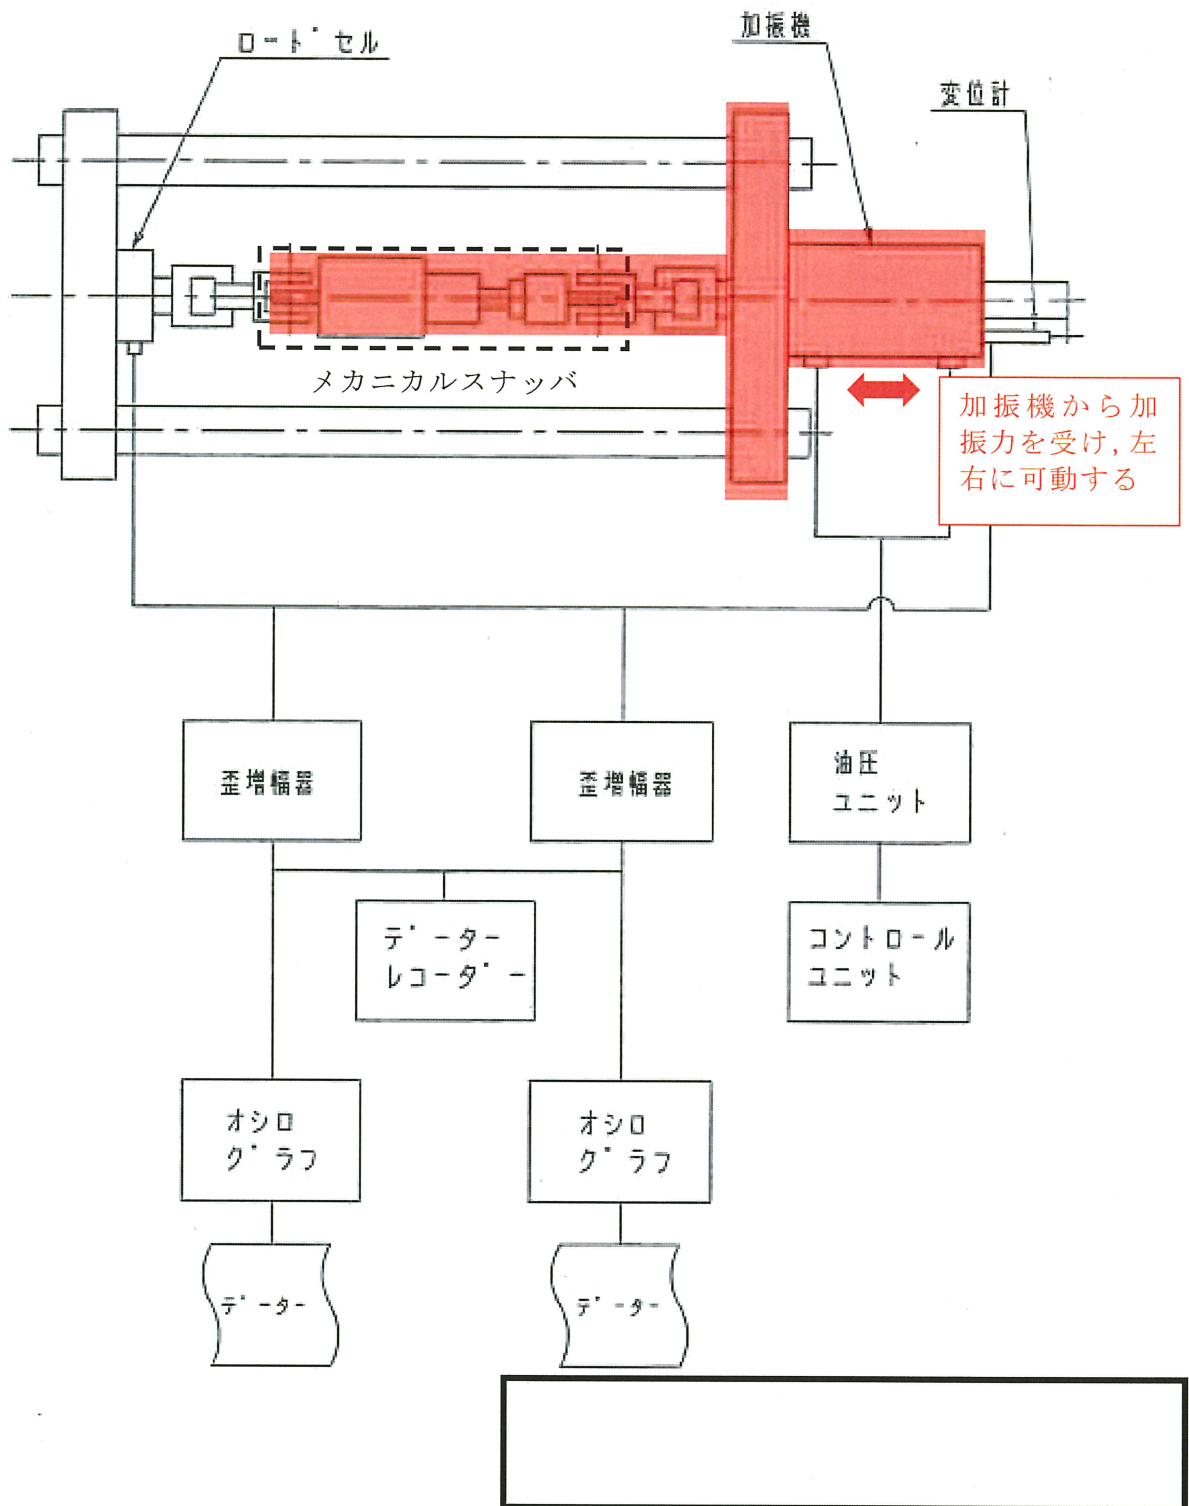 ロードセル
加振機
変位計
メカニカルスナッバ
加振機から加
振力を受け,左
右に可動する
歪増幅器
歪増幅器
油圧
ユニット
データー
レコーダー
コントロール
ユニット
オシロ
グラフ
オシロ
グラフ
データー
データー